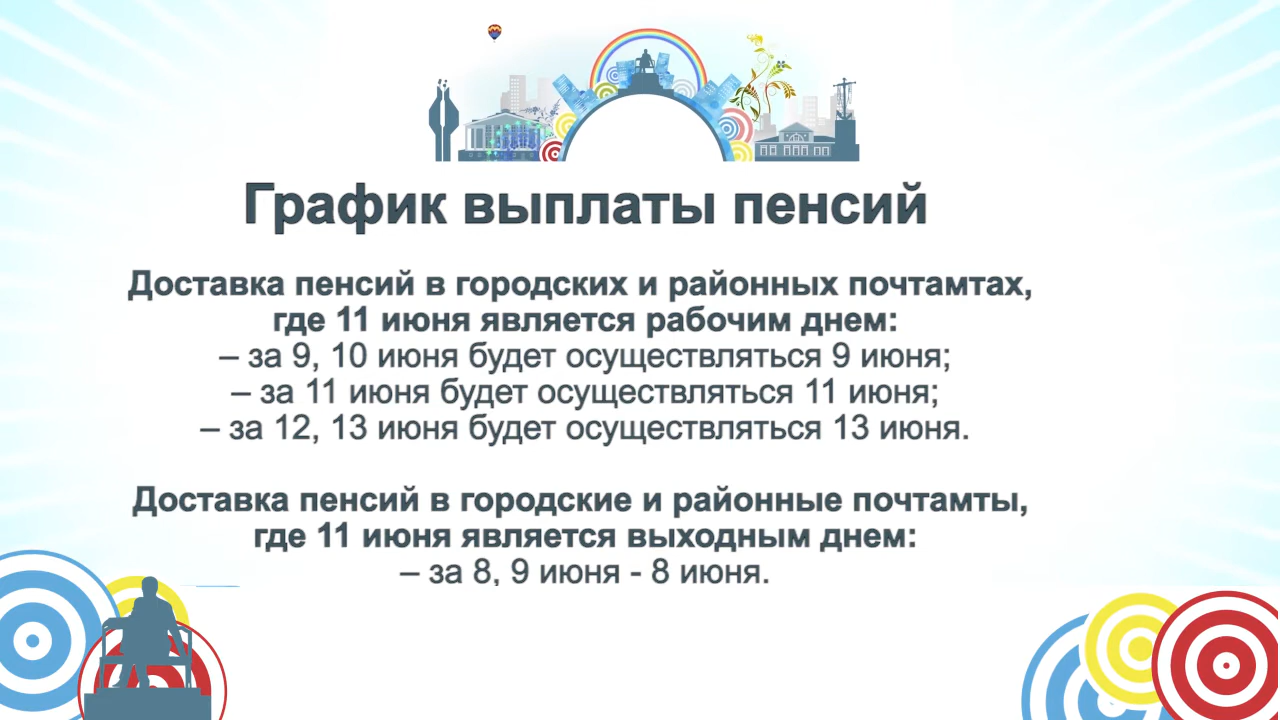 График выплаты пенсий
Доставка пенсий в городских и районных почтамтах,
где 11 июня является рабочим днем:
– за 9, 10 июня будет осуществляться 9 июня;
– за 11 июня будет осуществляться 11 июня;
– за 12, 13 июня будет осуществляться 13 июня.
Доставка пенсий в городские и районные почтамты,
где 11 июня является выходным днем:
– за 8, 9 июня - 8 июня.